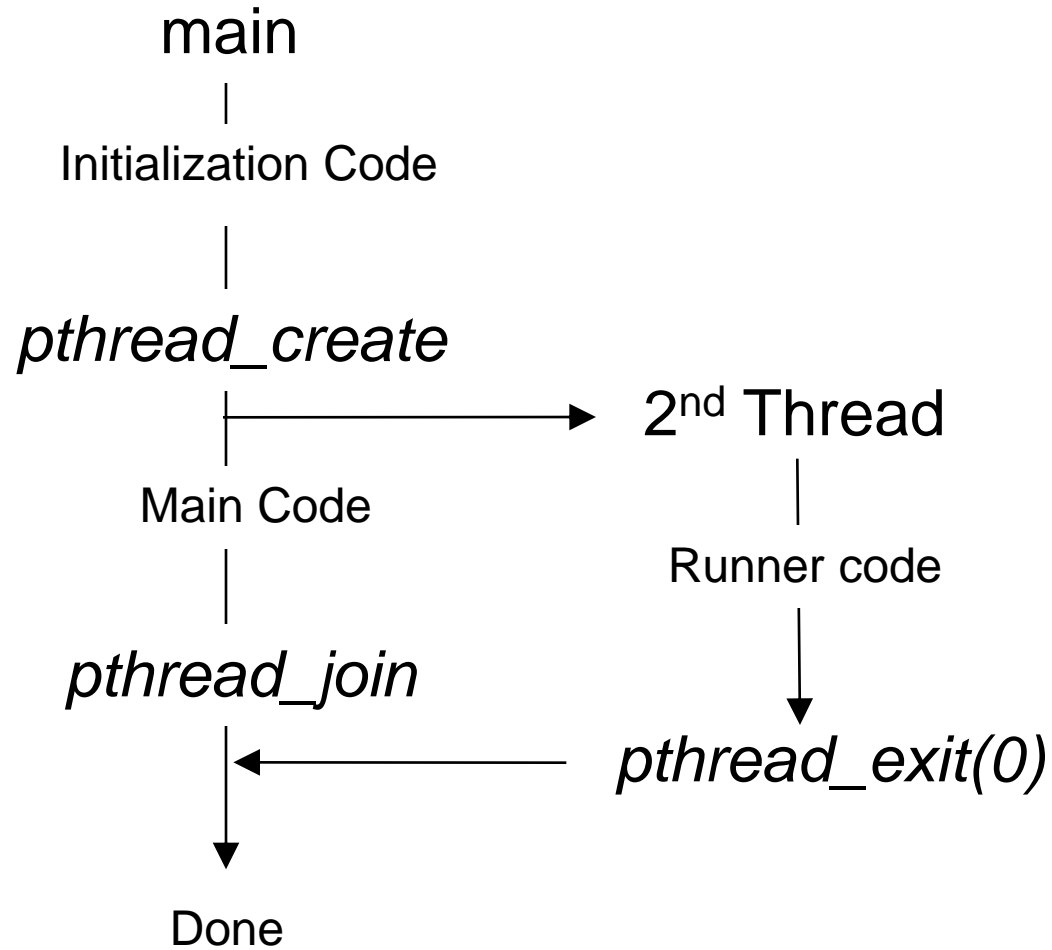 main
Initialization Code
pthread_create
2nd Thread
Main Code
Runner code
pthread_join
pthread_exit(0)
Done